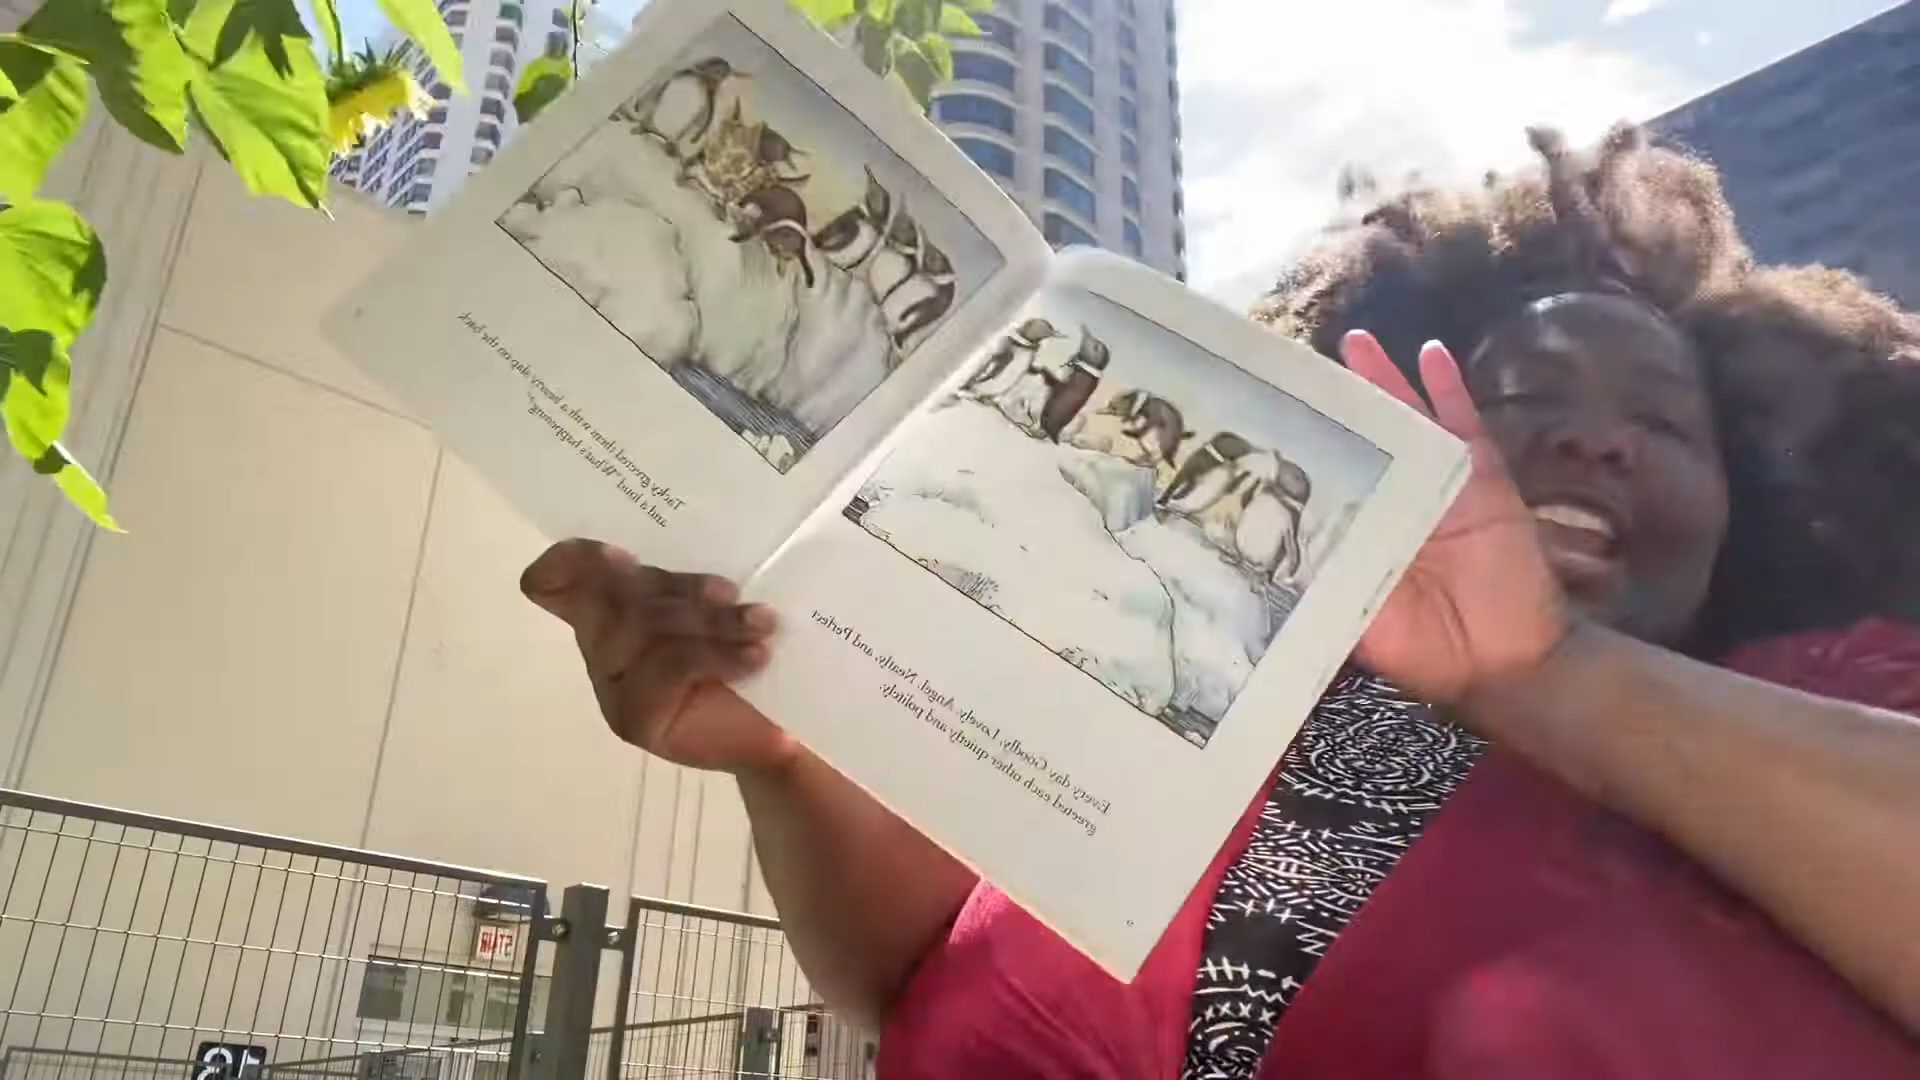 Every day Goodly, Lovely, Angel, Neatly, and Perfect
greeted each other quietly and politely.
Tacky greeted them with a hearty slap on the back
and a loud "What's happening?"
STAIR